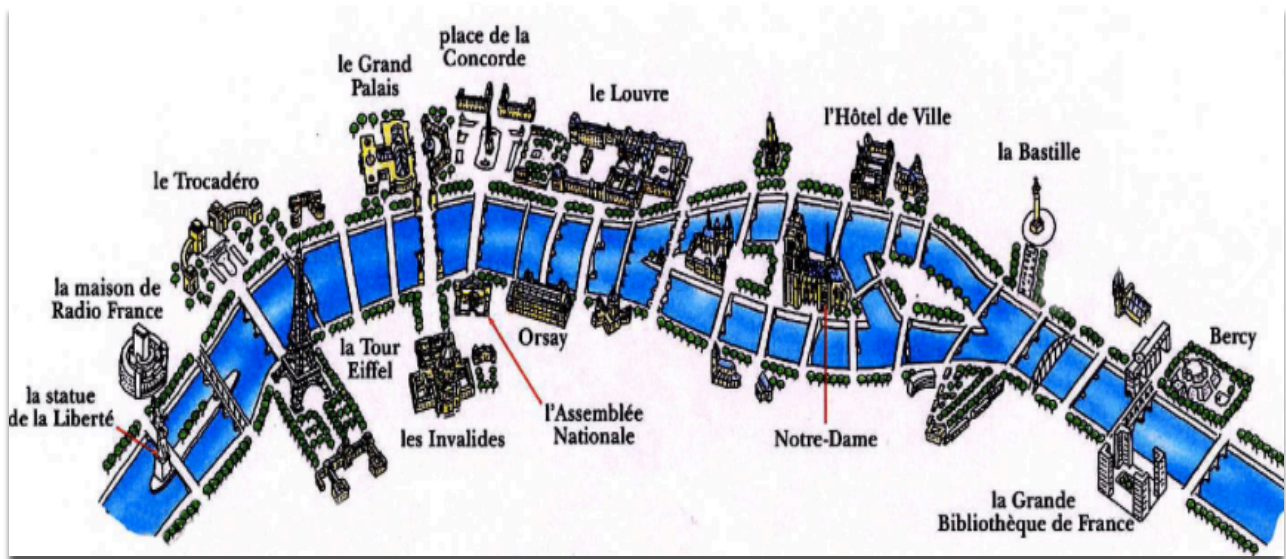 place de la
Concorde
le Grand
Palais
le Louvre
l'Hôtel de Ville
la Bastille
le Trocadéro
la maison de
Radio France
la statue
de la Liberté
la Tour
Eiffel
les Invalides
Orsay
l'Assemblée
Nationale
Notre-Dame
Bercy
la Grande
Bibliothèque de France